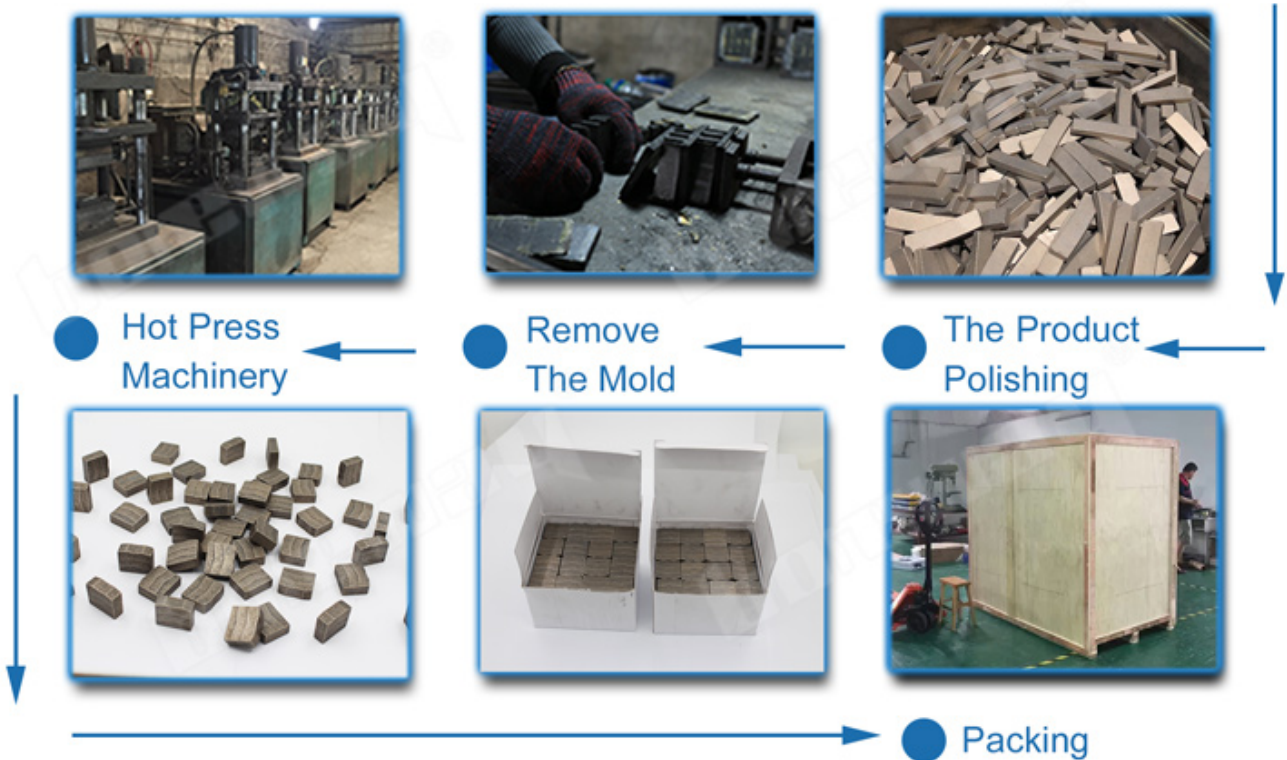 Hot Press
Machinery
Remove
The Mold
The Product
Polishing
Packing